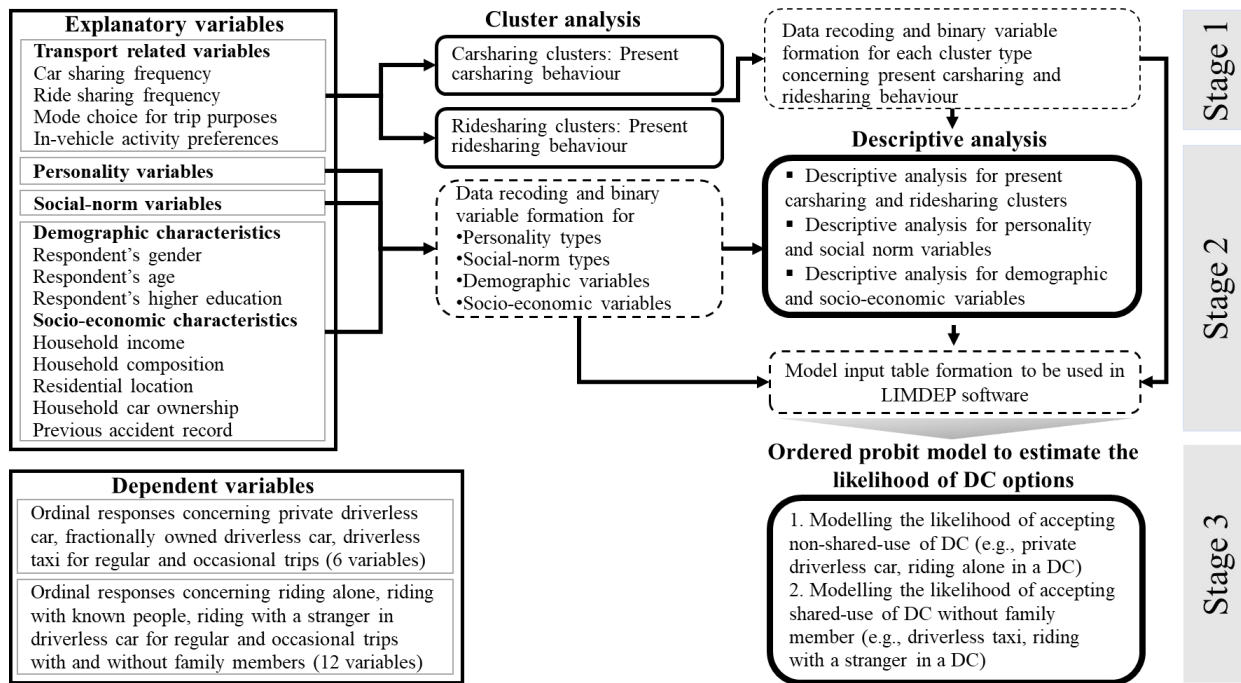 Explanatory variables
Transport related variables
Car sharing frequency
Ride sharing frequency
Mode choice for trip purposes
In-vehicle activity preferences
Personality variables
Social-norm variables
Demographic characteristics
Respondent's gender
Respondent's age
Respondent's higher education
Socio-economic characteristics
Household income
Household composition
Residential location
Household car ownership
Previous accident record
Dependent variables
Ordinal responses concerning private driverless
car, fractionally owned driverless car, driverless
taxi for regular and occasional trips (6 variables)
Ordinal responses concerning riding alone, riding
with known people, riding with a stranger in
driverless car for regular and occasional trips
with and without family members (12 variables)
Cluster analysis
Carsharing clusters: Present
carsharing behaviour
Ridesharing clusters: Present
ridesharing behaviour
Data recoding and binary
variable formation for
•Personality types
•Social-norm types
•Demographic variables
•Socio-economic variables
Data recoding and binary variable
formation for each cluster type
concerning present carsharing and
ridesharing behaviour
Descriptive analysis
▪ Descriptive analysis for present
carsharing and ridesharing clusters
▪ Descriptive analysis for personality
and social norm variables
▪ Descriptive analysis for demographic
and socio-economic variables
Model input table formation to be used in
LIMDEP software
Ordered probit model to estimate the
likelihood of DC options
1. Modelling the likelihood of accepting
non-shared-use of DC (e.g., private
driverless car, riding alone in a DC)
2. Modelling the likelihood of accepting
shared-use of DC without family
member (e.g., driverless taxi, riding
with a stranger in a DC)
Stage 1
Stage 2
Stage 3